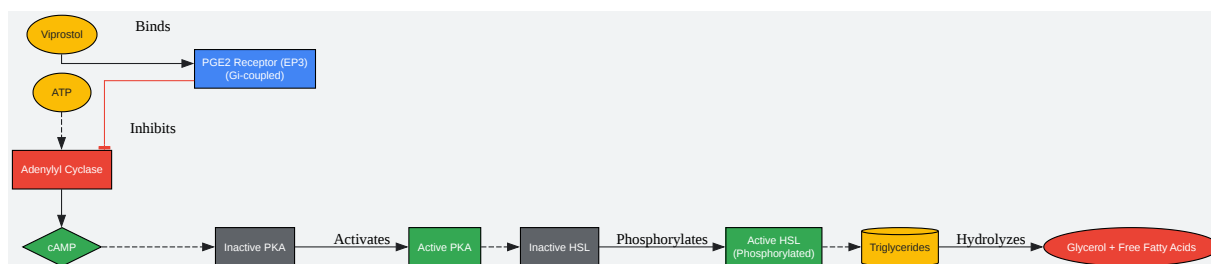 Viprostol
Binds
PGE2 Receptor (EP3)
(Gi-coupled)
ATP
Inhibits
Adenylyl Cyclase
cAMP
Inactive PKA
Activates
Active PKA
Inactive HSL
Phosphorylates
Active HSL
(Phosphorylated)
Triglycerides
Hydrolyzes
Glycerol + Free Fatty Acids